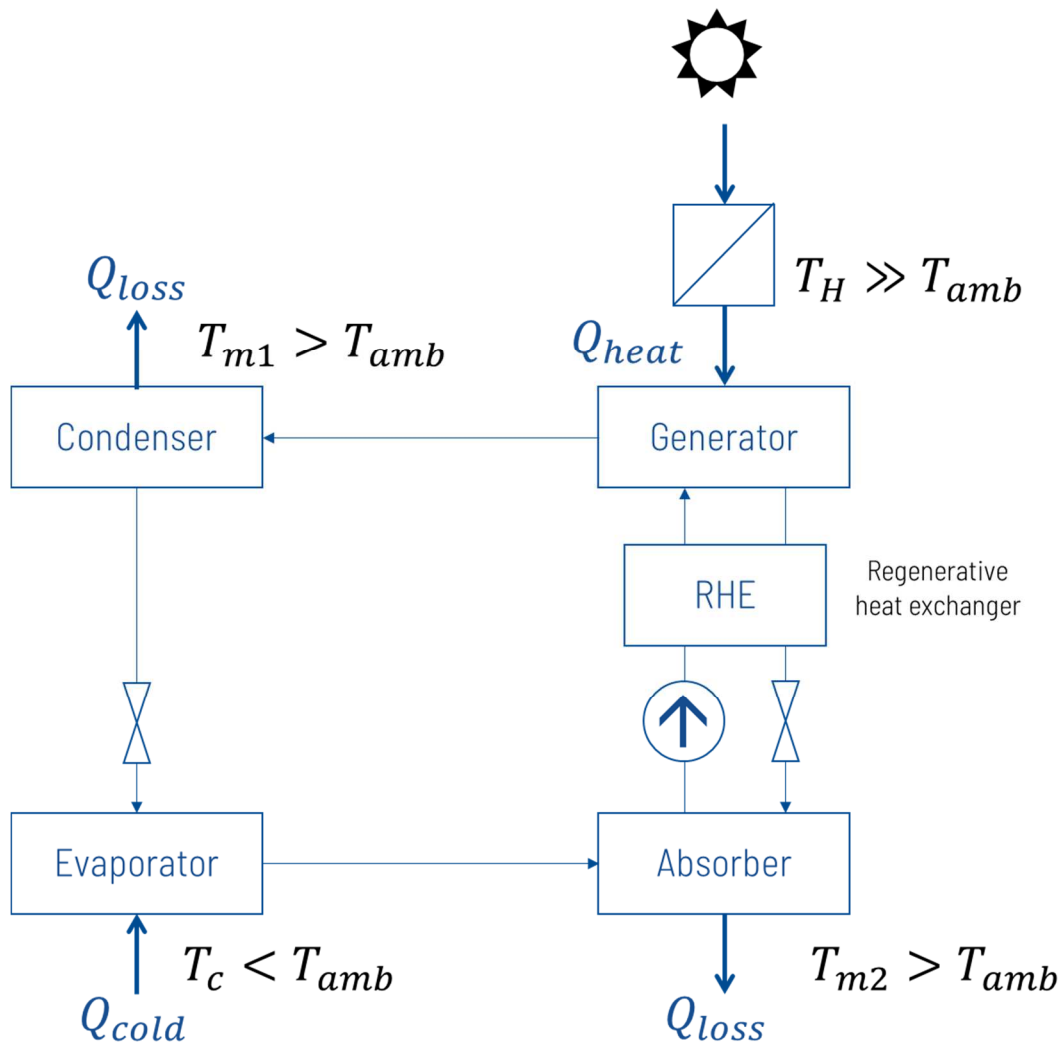 T_H ≫ T_amb
Q_loss
T_m1 > T_amb
Q_heat
Condenser
Generator
RHE
Regenerative
heat exchanger
Evaporator
Absorber
T_c < T_amb
T_m2 > T_amb
Q_cold
Q_loss